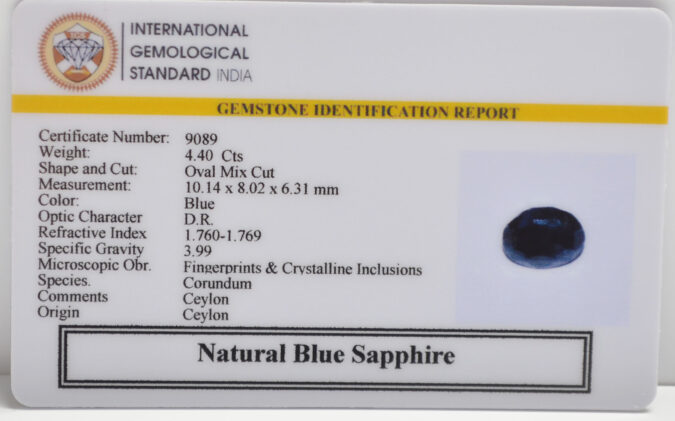 INTERNATIONAL
GEMOLOGICAL
STANDARD INDIA
GEMSTONE IDENTIFICATION REPORT
Certificate Number: 9089
Weight: 4.40 Cts
Shape and Cut: Oval Mix Cut
Measurement: 10.14 x 8.02 x 6.31 mm
Color: Blue
Optic Character D.R.
Refractive Index 1.760-1.769
Specific Gravity 3.99
Microscopic Obr. Fingerprints & Crystalline Inclusions
Species. Corundum
Comments Ceylon
Origin Ceylon
Natural Blue Sapphire